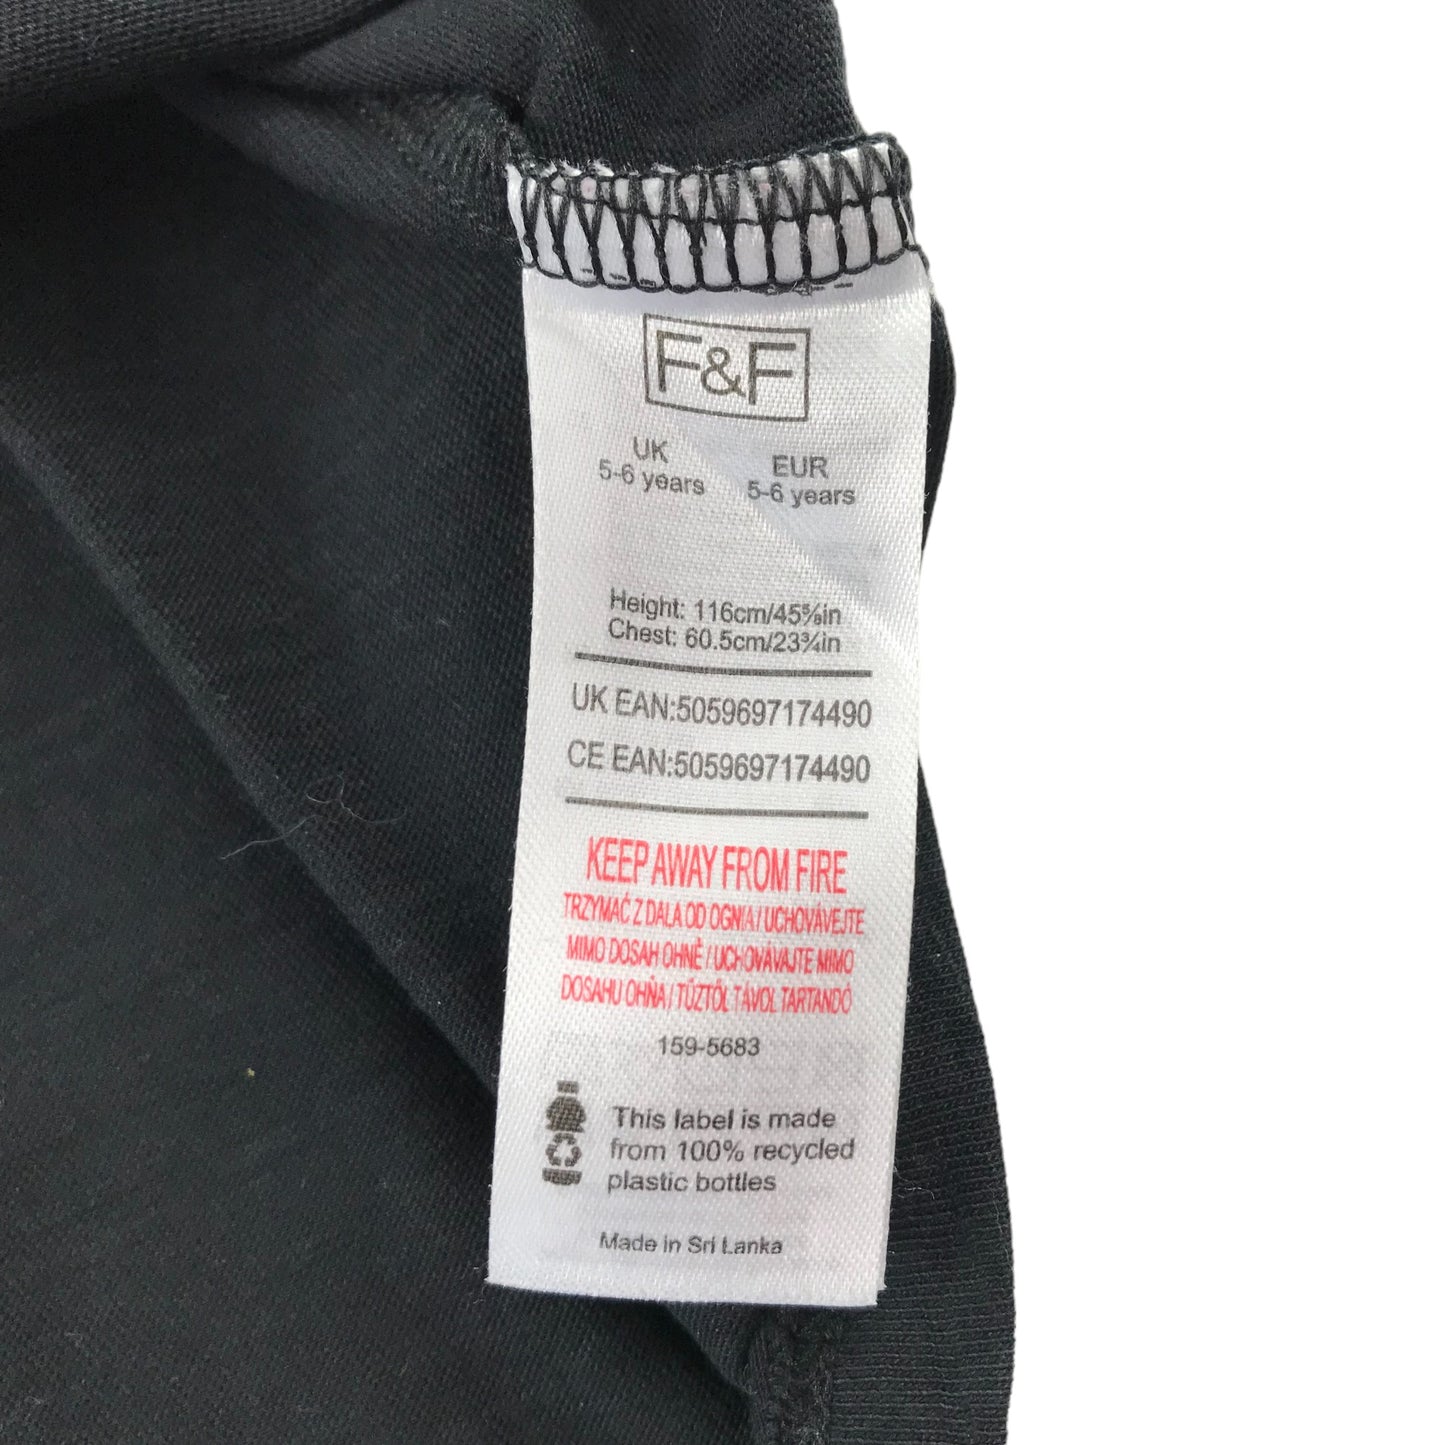 F&F
UK
5-6 years
EUR
5-6 years
Height: 116cm/45⅝in
Chest: 60.5cm/23¾in
UK EAN:5059697174490
CE EAN:5059697174490
KEEP AWAY FROM FIRE
TRZYMAĆ Z DALA OD OGNIA / UCHOVÁVEJTE
MIMO DOSAH OHNĚ / UCHOVÁVAJTE MIMO
DOSAHU OHŇA / TŰZTŐL TÁVOL TARTANDÓ
159-5683
This label is made
from 100% recycled
plastic bottles
Made in Sri Lanka